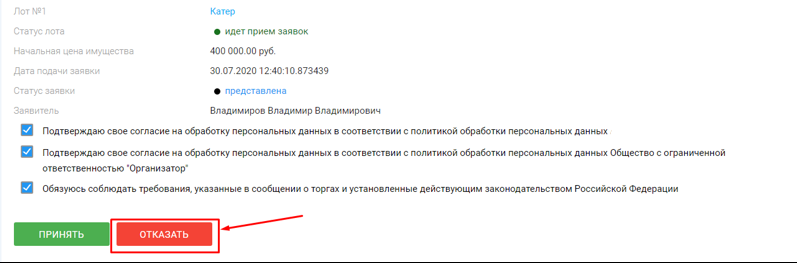 Лот №1 Катер
Статус лота идет прием заявок
Начальная цена имущества 400 000.00 руб.
Дата подачи заявки 30.07.2020 12:40:10.873439
Статус заявки представлена
Заявитель Владимиров Владимир Владимирович
Подтверждаю свое согласие на обработку персональных данных в соответствии с политикой обработки персональных данных
Подтверждаю свое согласие на обработку персональных данных в соответствии с политикой обработки персональных данных Общество с ограниченной
ответственностью "Организатор"
Обязуюсь соблюдать требования, указанные в сообщении о торгах и установленные действующим законодательством Российской Федерации
ПРИНЯТЬ ОТКАЗАТЬ